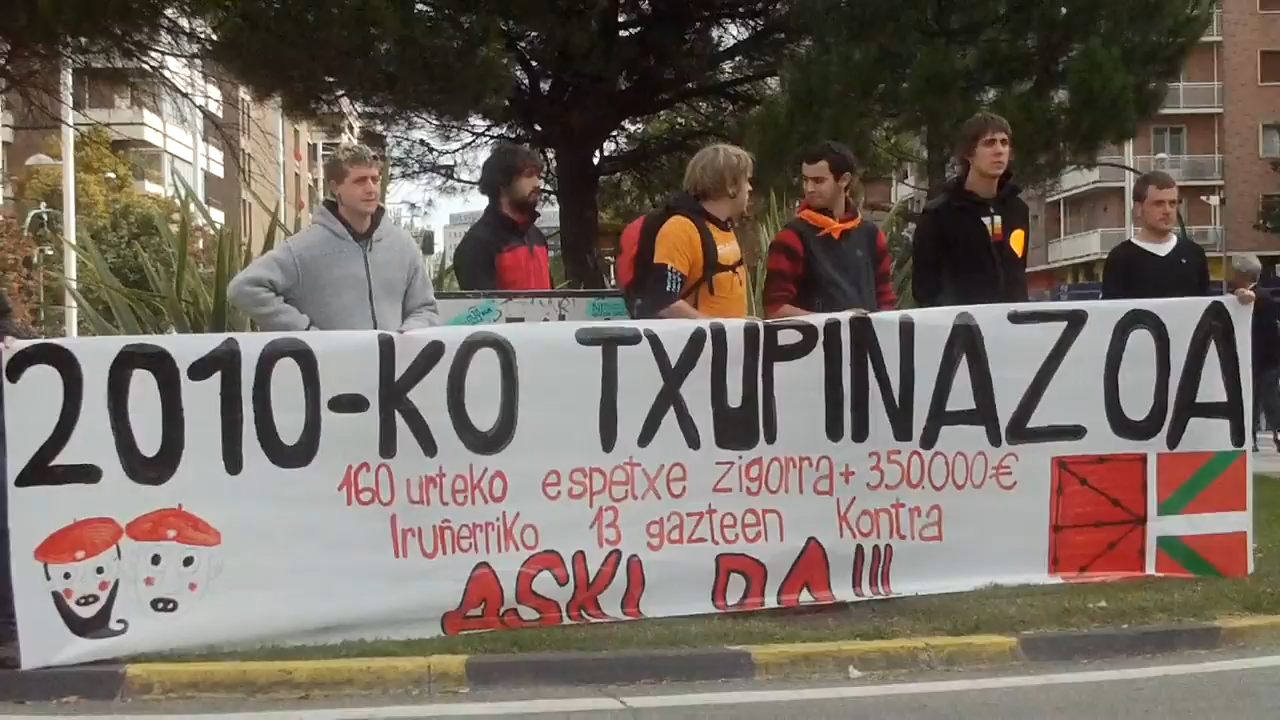 2010-KO TXUPINAZOA
160 urteko espetxe zigorra + 350.000€
Iruñerriko 13 gazteen Kontra
ASKI DA!!!